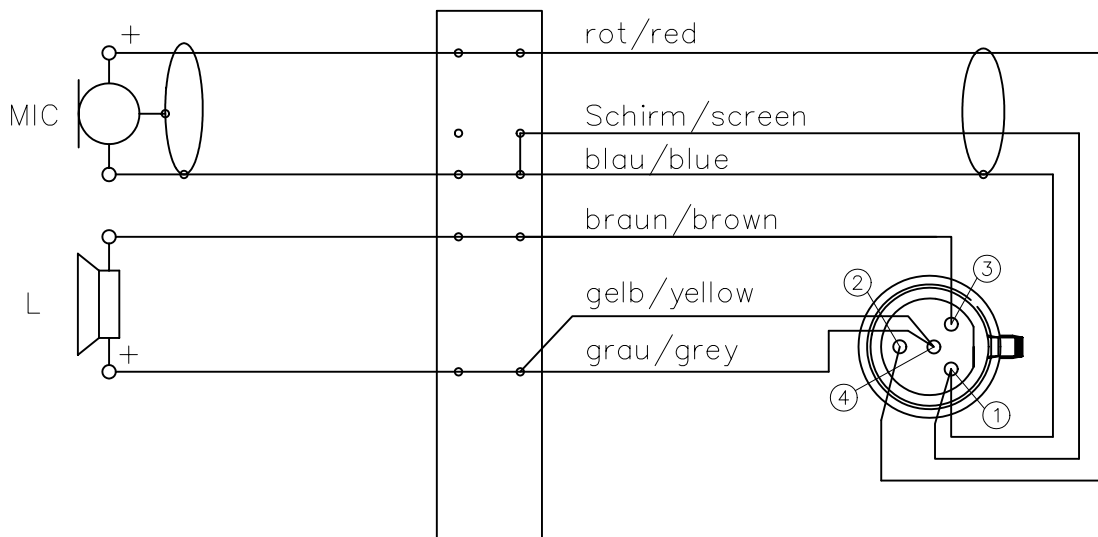 +
rot/red
MIC
Schirm/screen
blau/blue
braun/brown
L
gelb/yellow
2
3
+
grau/grey
4
1